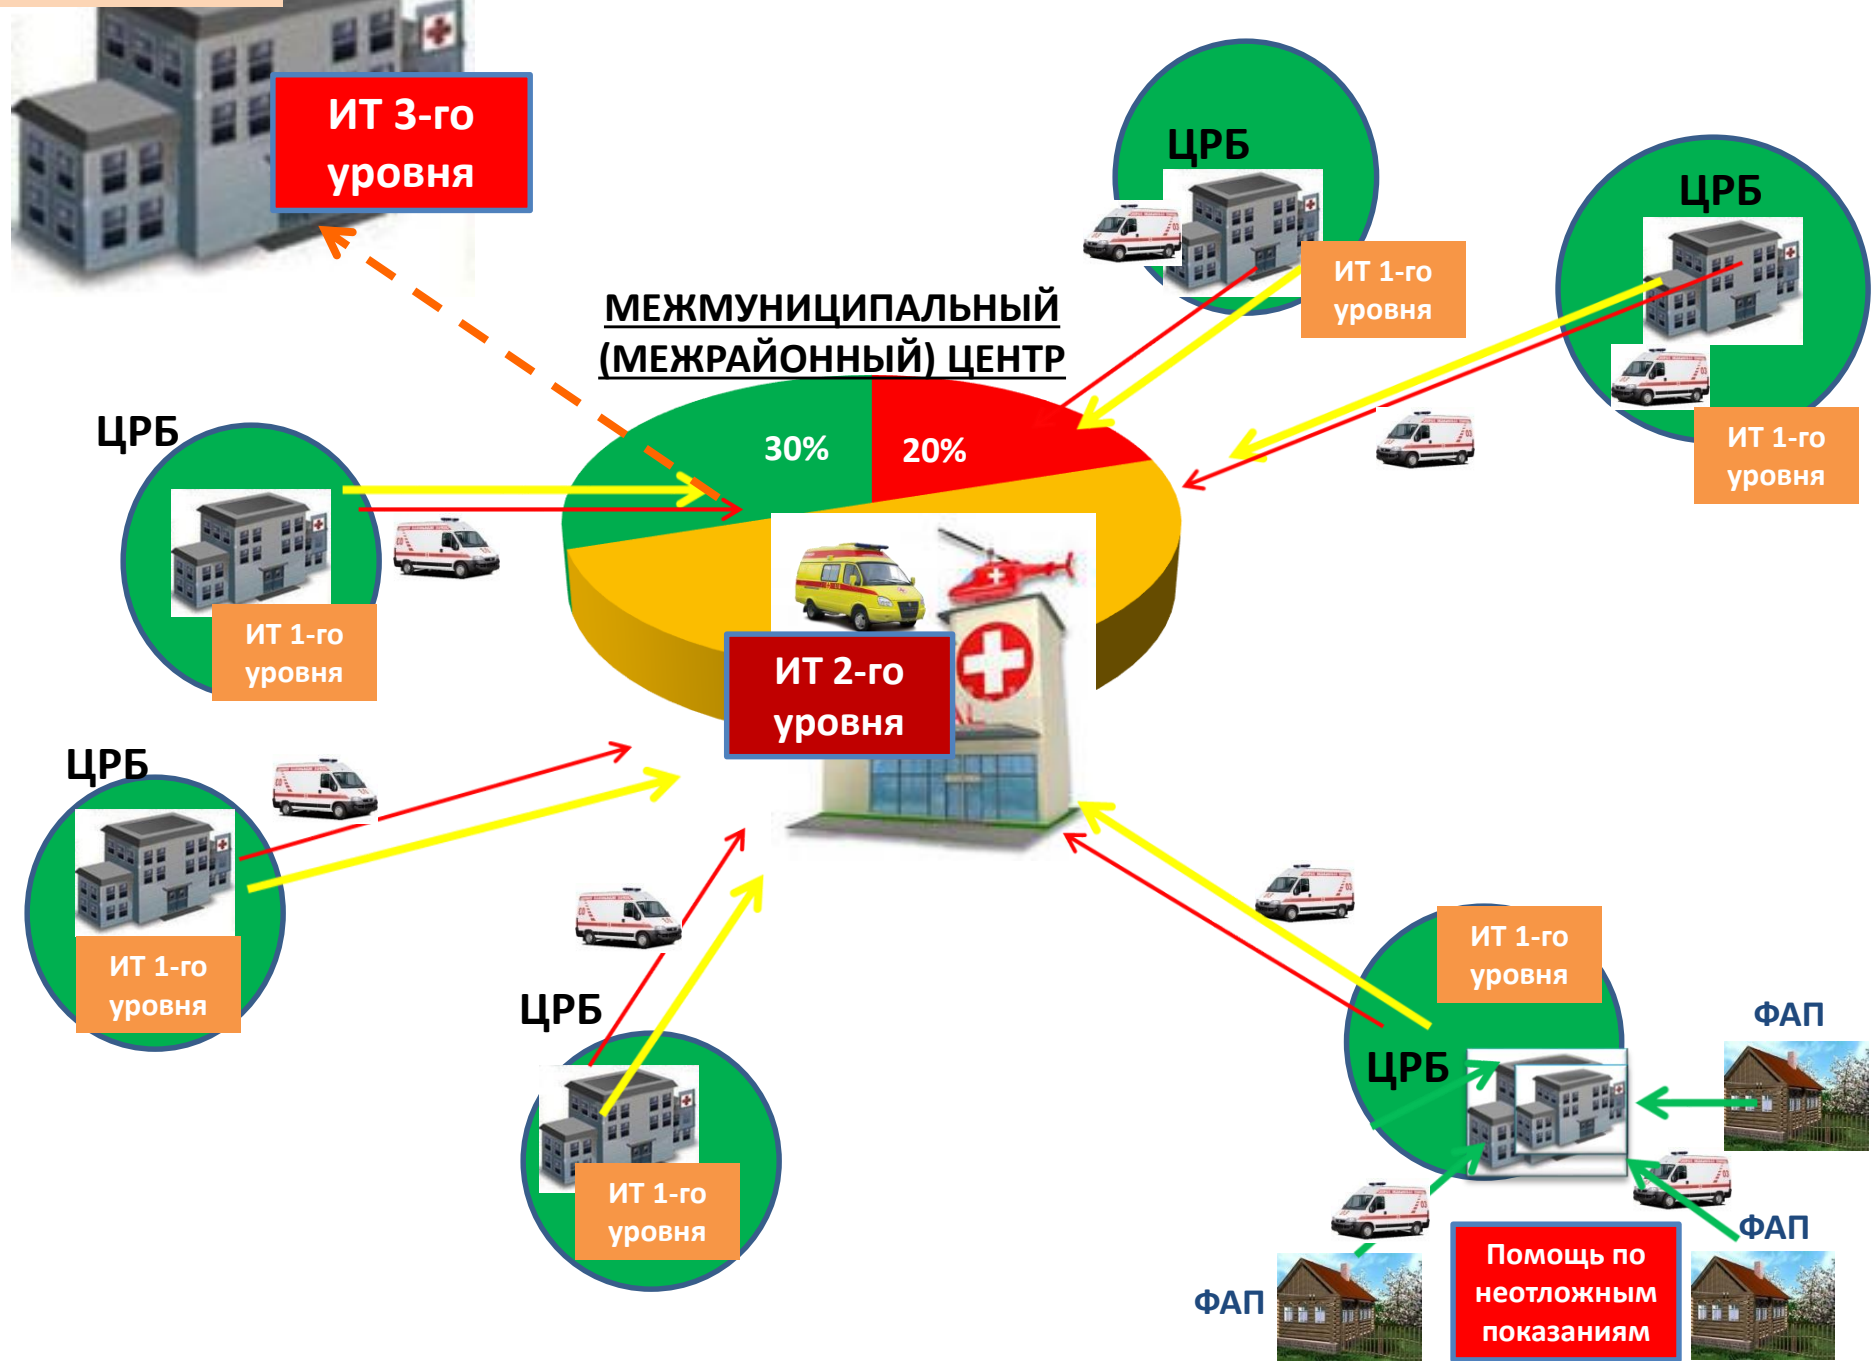 ИТ 3-го
уровня
ЦРБ
ИТ 1-го
уровня
ЦРБ
ИТ 1-го
уровня
МЕЖМУНИЦИПАЛЬНЫЙ
(МЕЖРАЙОННЫЙ) ЦЕНТР
30%
20%
ЦРБ
ИТ 1-го
уровня
ИТ 2-го
уровня
ЦРБ
ИТ 1-го
уровня
ЦРБ
ИТ 1-го
уровня
ИТ 1-го
уровня
ЦРБ
ФАП
ФАП
ФАП
Помощь по
неотложным
показаниям